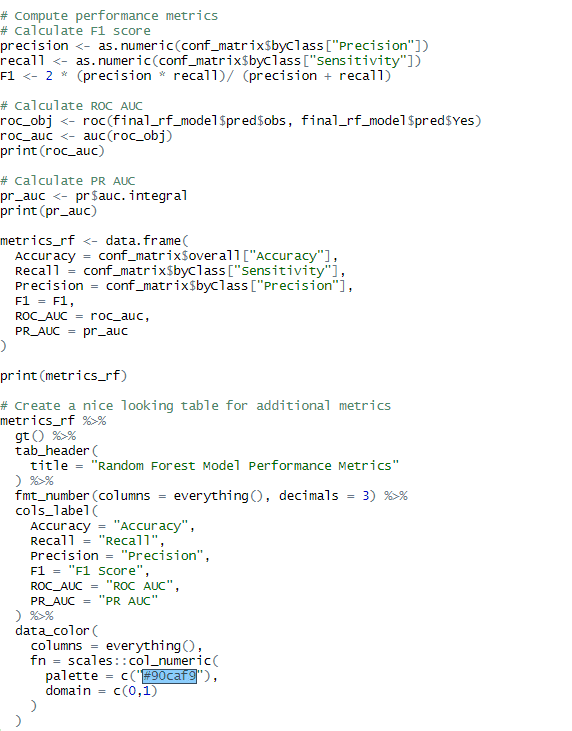 # Compute performance metrics
# Calculate F1 score
precision <- as.numeric(conf_matrix$byClass["Precision"])
recall <- as.numeric(conf_matrix$byClass["Sensitivity"])
F1 <- 2 * (precision * recall)/ (precision + recall)

# Calculate ROC AUC
roc_obj <- roc(final_rf_model$pred$obs, final_rf_model$pred$Yes)
roc_auc <- auc(roc_obj)
print(roc_auc)

# Calculate PR AUC
pr_auc <- pr$auc.integral
print(pr_auc)

metrics_rf <- data.frame(
  Accuracy = conf_matrix$overall["Accuracy"],
  Recall = conf_matrix$byClass["Sensitivity"],
  Precision = conf_matrix$byClass["Precision"],
  F1 = F1,
  ROC_AUC = roc_auc,
  PR_AUC = pr_auc
)

print(metrics_rf)

# Create a nice looking table for additional metrics
metrics_rf %>%
  gt() %>%
  tab_header(
    title = "Random Forest Model Performance Metrics"
  ) %>%
  fmt_number(columns = everything(), decimals = 3) %>%
  cols_label(
    Accuracy = "Accuracy",
    Recall = "Recall",
    Precision = "Precision",
    F1 = "F1 Score",
    ROC_AUC = "ROC AUC",
    PR_AUC = "PR AUC"
  ) %>%
  data_color(
    columns = everything(),
    fn = scales::col_numeric(
      palette = c("#90caf9"),
      domain = c(0,1)
    )
  )